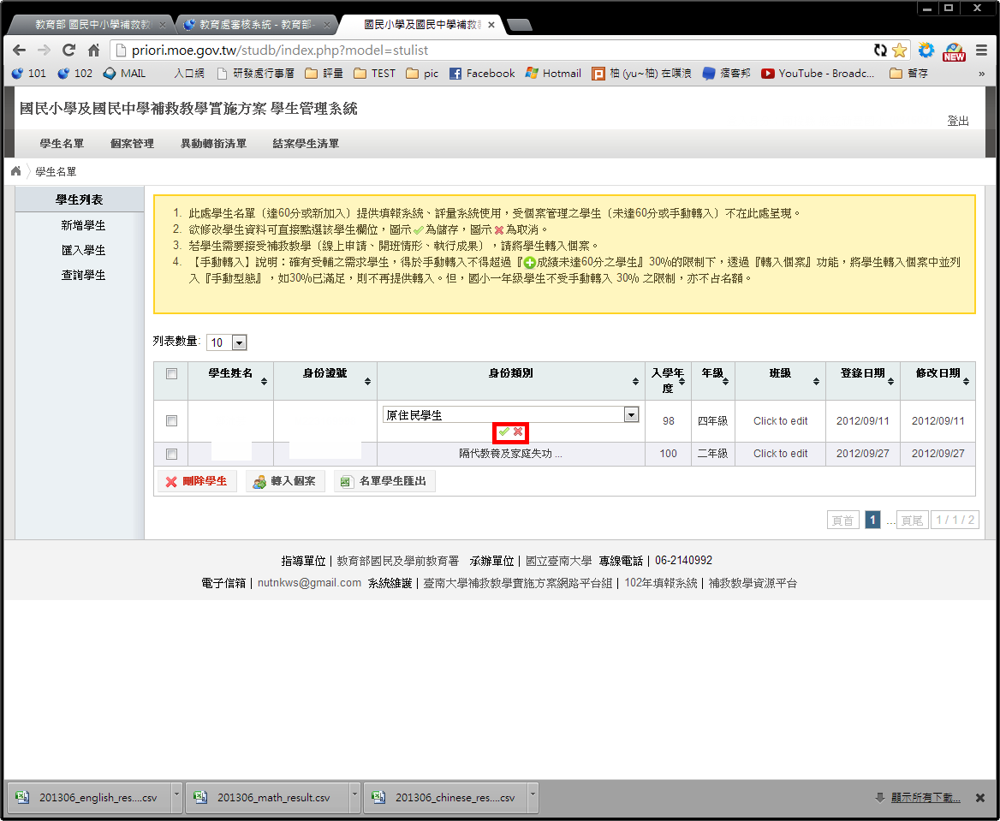 教育部 國民中小學補救教
教育處審核系統 - 教育部
國民小學及國民中學補救
priori.moe.gov.tw/studb/index.php?model=stulist
NEW
101 102 MAIL 入口網 研發處行事曆 評量 TEST pic Facebook Hotmail 柚 (yu~柚) 在噗浪 痞客邦 YouTube - Broadc... 暫存 »
國民小學及國民中學補救教學實施方案 學生管理系統
登出
學生名單 個案管理 異動轉銜清單 結案學生清單
學生名單
學生列表
新增學生
匯入學生
查詢學生
1. 此處學生名單〔達60分或新加入〕提供填報系統、評量系統使用，受個案管理之學生〔未達60分或手動轉入〕不在此處呈現。
2. 欲修改學生資料可直接點選該學生欄位，圖示為儲存，圖示為取消。
3. 若學生需要接受補救教學〔線上申請、開班情形、執行成果〕，請將學生轉入個案。
4. 【手動轉入】說明：確有受輔之需求學生，得於手動轉入不得超過『成績未達60分之學生』30%的限制下，透過『轉入個案』功能，將學生轉入個案中並列
入『手動型態』，如30%已滿足，則不再提供轉入。但，國小一年級學生不受手動轉入 30% 之限制，亦不占名額。
列表數量: 10
學生姓名 身份證號 身份類別 入學年度 年級 班級 登錄日期 修改日期
原住民學生 98 四年級 Click to edit 2012/09/11 2012/09/11
隔代教養及家庭失功 ... 100 二年級 Click to edit 2012/09/27 2012/09/27
刪除學生 轉入個案 名單學生匯出
頁首 1 ... 頁尾 1 / 1 / 2
指導單位 | 教育部國民及學前教育署 承辦單位 | 國立臺南大學 專線電話 | 06-2140992
電子信箱 | nutnkws@gmail.com 系統維護 | 臺南大學補救教學實施方案網路平台組 | 102年填報系統 | 補救教學資源平台
201306_english_res....csv 201306_math_result.csv 201306_chinese_res....csv 顯示所有下載...